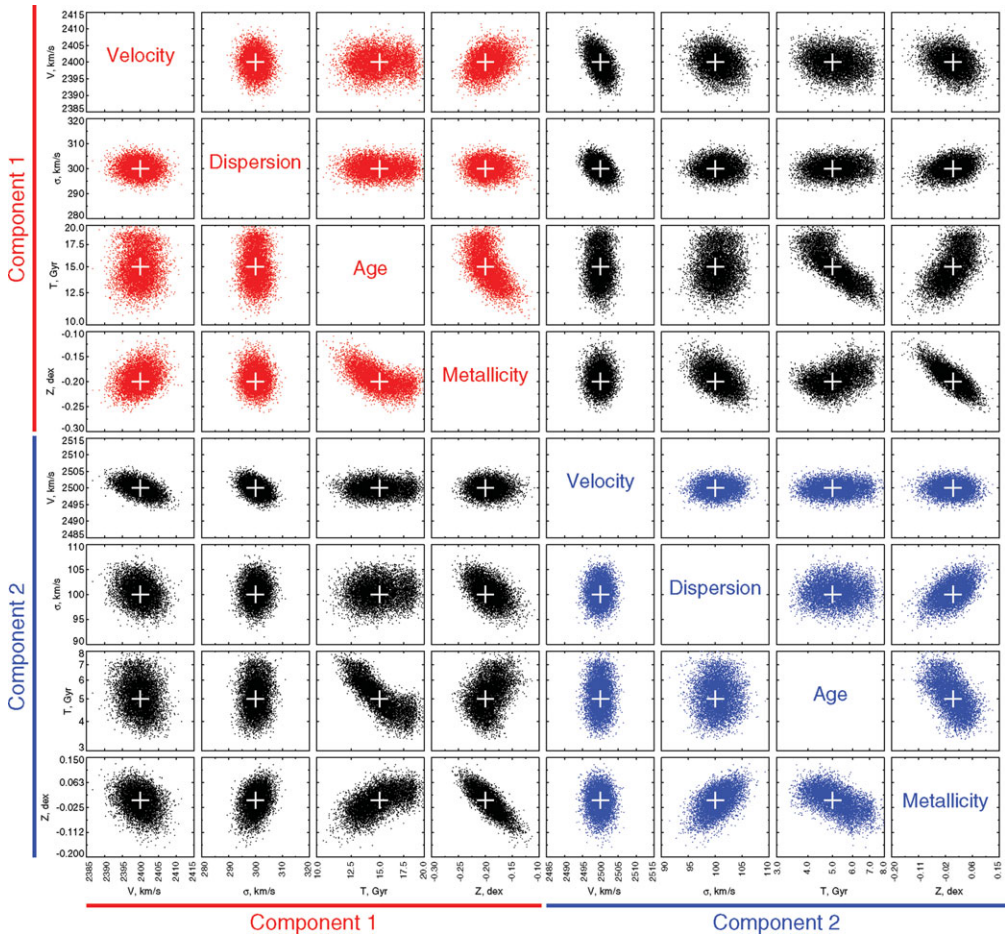 Component 1
Component 2
V, km/s
2415
2405
2400
2395
2390
2385
Velocity
σ, km/s
320
310
300
290
280
Dispersion
T, Gyr
20.0
17.5
15.0
12.5
10.0
Age
Z, dex
-0.10
-0.15
-0.20
-0.25
-0.30
Metallicity
V, km/s
2515
2505
2500
2495
2490
2485
Velocity
σ, km/s
110
105
100
95
90
Dispersion
T, Gyr
8
7
6
5
4
3
Age
Z, dex
0.150
0.063
-0.025
-0.112
-0.200
Metallicity
2385 2390 2395 2400 2405 2410 2415
280 290 300 310 320
10.0 12.5 15.0 17.5 20.0
-0.30 -0.25 -0.20 -0.15 -0.10
2485 2490 2495 2500 2505 2510 2515
90 95 100 105 110
3.0 4.0 5.0 6.0 7.0 8.0
-0.20 -0.11 -0.02 0.06 0.15
V, km/s σ, km/s T, Gyr Z, dex V, km/s σ, km/s T, Gyr Z, dex
Component 1
Component 2